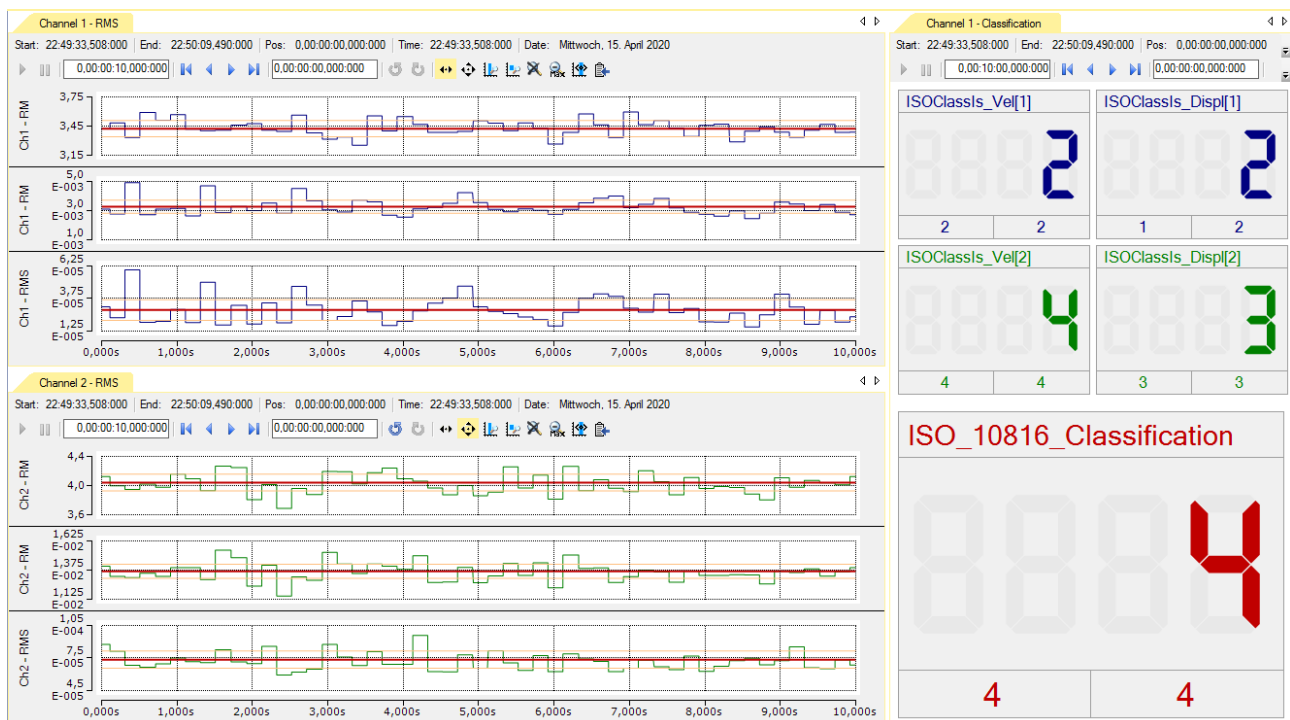 Channel 1 - RMS
Start: 22:49:33,508:000 End: 22:50:09,490:000 Pos: 0,00:00:00,000:000 Time: 22:49:33,508:000 Date: Mittwoch, 15. April 2020
0,00:00:10,000:000 0,00:00:00,000:000
Ch1 - RM
3,75
3,45
3,15
Ch1 - RM
5,0
E-003
3,0
E-003
1,0
E-003
Ch1 - RMS
6,25
E-005
3,75
E-005
1,25
E-005
0,000s 1,000s 2,000s 3,000s 4,000s 5,000s 6,000s 7,000s 8,000s 9,000s 10,000s
Channel 2 - RMS
Start: 22:49:33,508:000 End: 22:50:09,490:000 Pos: 0,00:00:00,000:000 Time: 22:49:33,508:000 Date: Mittwoch, 15. April 2020
0,00:00:10,000:000 0,00:00:00,000:000
Ch2 - RM
4,4
4,0
3,6
Ch2 - RM
1,625
E-002
1,375
E-002
1,125
E-002
Ch2 - RMS
1,05
E-004
7,5
E-005
4,5
E-005
0,000s 1,000s 2,000s 3,000s 4,000s 5,000s 6,000s 7,000s 8,000s 9,000s 10,000s
Channel 1 - Classification
Start: 22:49:33,508:000 End: 22:50:09,490:000 Pos: 0,00:00:00,000:000
0,00:10:00,000:000 0,00:00:00,000:000
ISOClassIs_Vel[1] ISOClassIs_Displ[1]
2 2
2 2 1 2
ISOClassIs_Vel[2] ISOClassIs_Displ[2]
4 3
4 4 3 3
ISO_10816_Classification
4
4 4